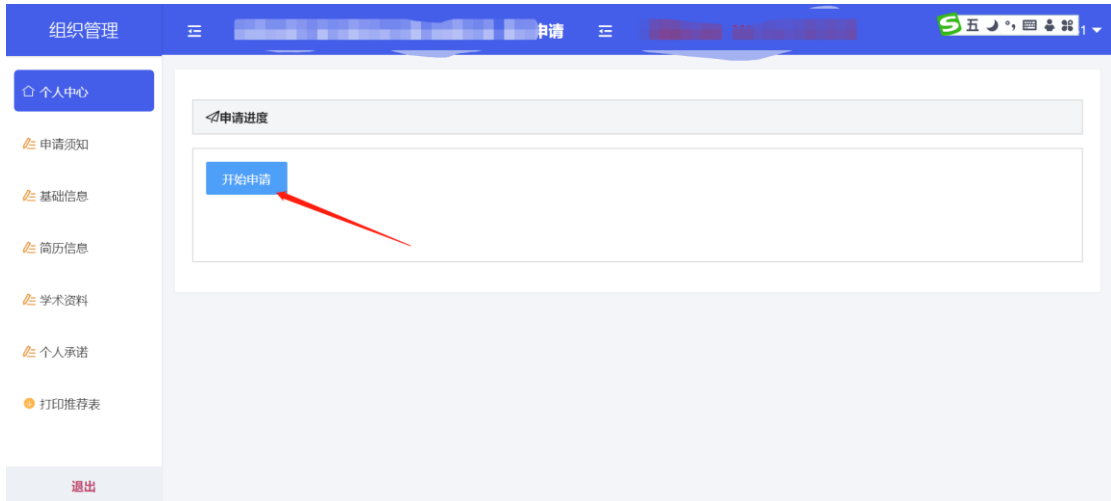 组织管理
申请
五
1
个人中心
申请进度
申请须知
开始申请
基础信息
简历信息
学术资料
个人承诺
打印推荐表
退出